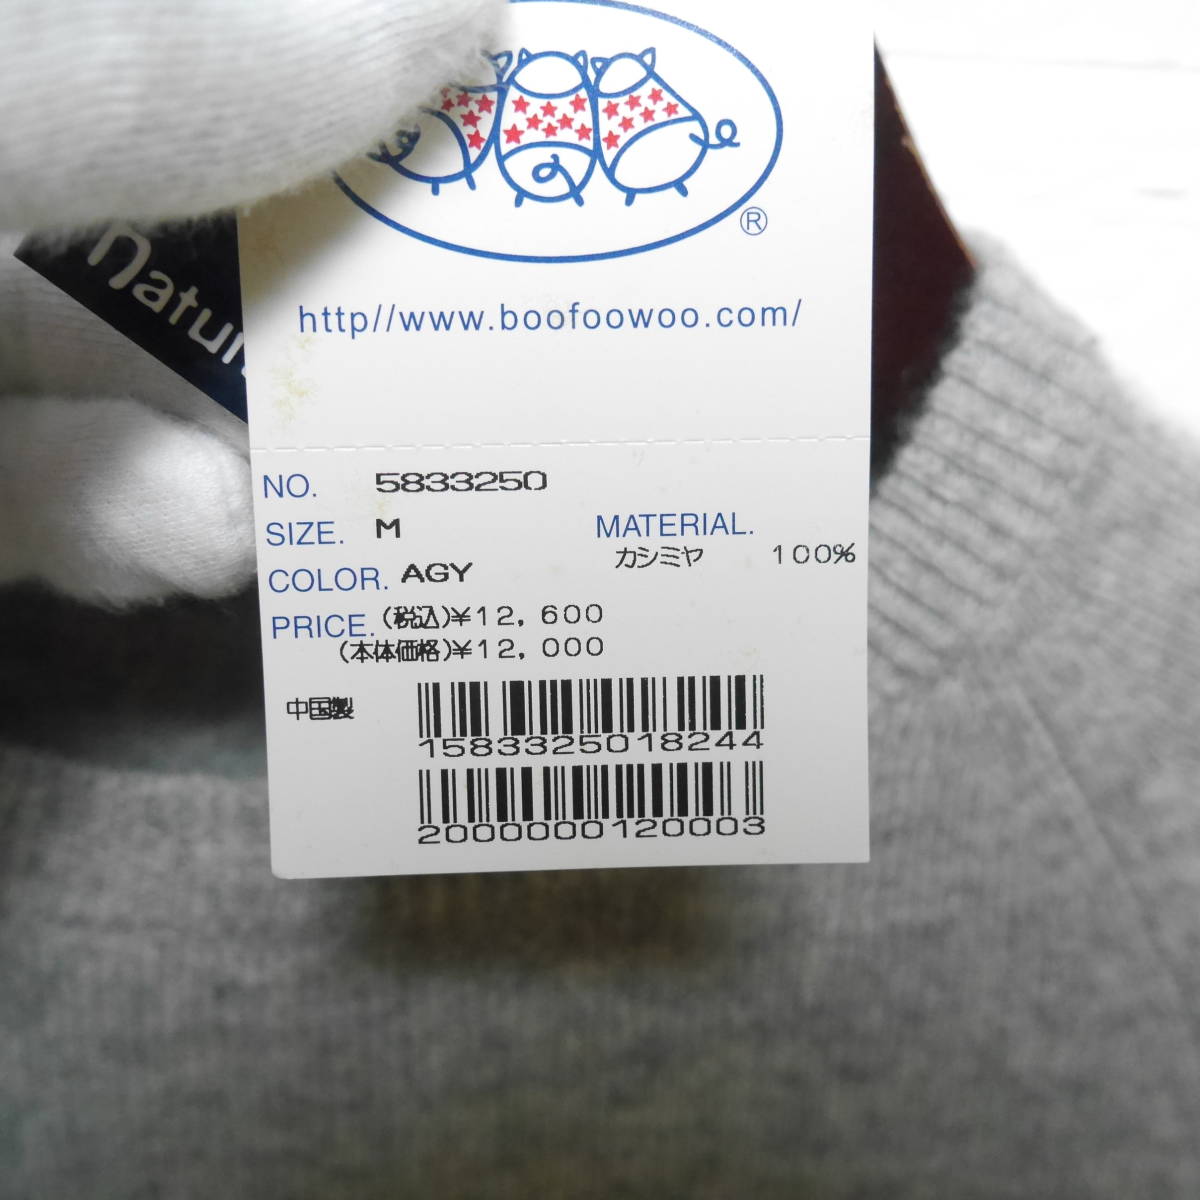 ®
http//www.boofoowoo.com/
NO. 5833250
SIZE. M
MATERIAL.
カシミヤ 100%
COLOR. AGY
PRICE. (税込)¥12,600
(本体価格)¥12,000
中国製
1583325018244
2000000120003